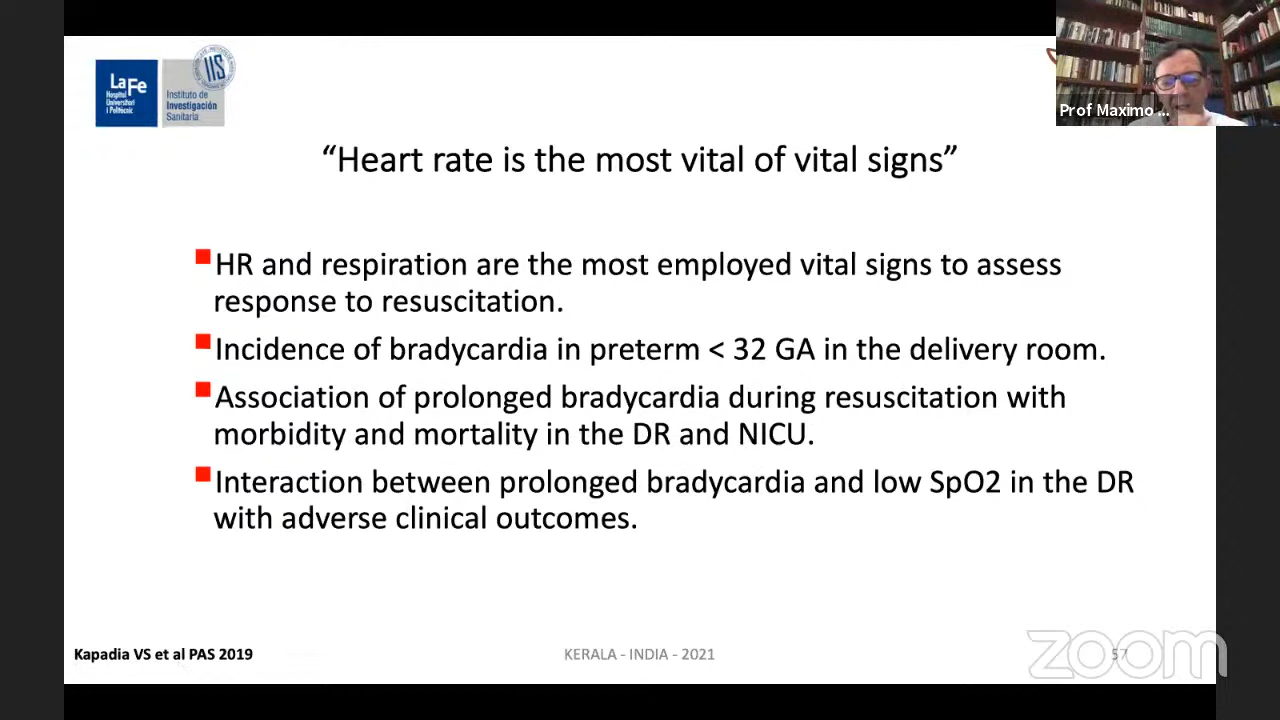 LaFe
Hospital
Universitari
i Politècnic
IIS
Instituto de
Investigación
Sanitaria
Prof Maximo ...
“Heart rate is the most vital of vital signs”
HR and respiration are the most employed vital signs to assess
response to resuscitation.
Incidence of bradycardia in preterm < 32 GA in the delivery room.
Association of prolonged bradycardia during resuscitation with
morbidity and mortality in the DR and NICU.
Interaction between prolonged bradycardia and low SpO2 in the DR
with adverse clinical outcomes.
Kapadia VS et al PAS 2019
KERALA - INDIA - 2021
57
zoom